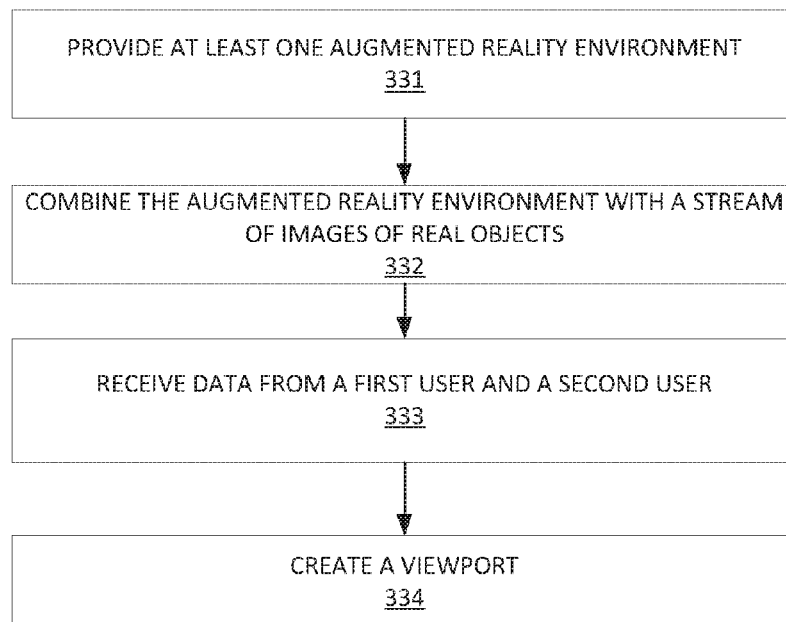 PROVIDE AT LEAST ONE AUGMENTED REALITY ENVIRONMENT
331
COMBINE THE AUGMENTED REALITY ENVIRONMENT WITH A STREAM
OF IMAGES OF REAL OBJECTS
332
RECEIVE DATA FROM A FIRST USER AND A SECOND USER
333
CREATE A VIEWPORT
334